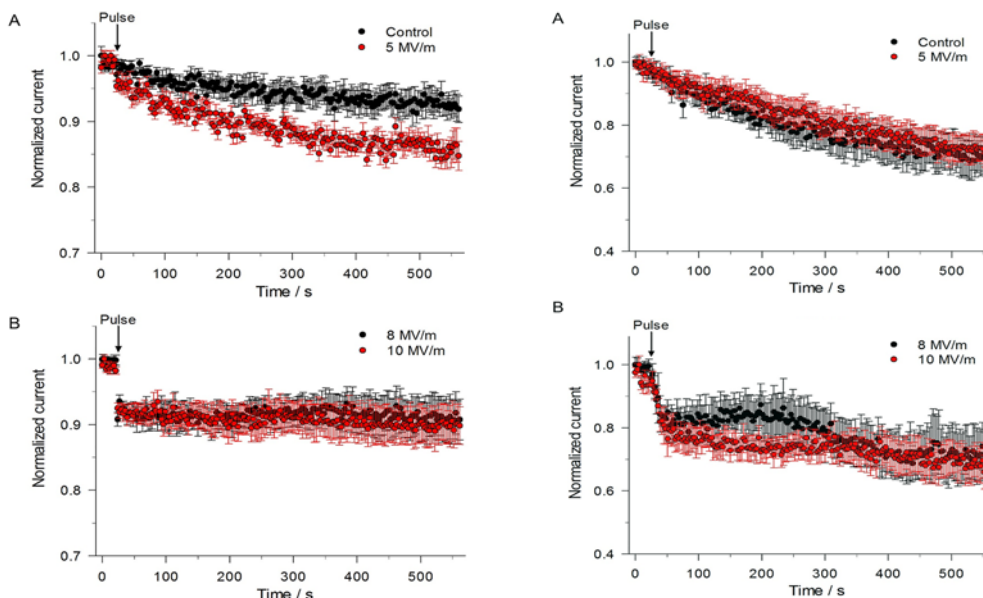 A
Pulse
Control
5 MV/m
1.0
0.9
0.8
0.7
Normalized current
0 100 200 300 400 500
Time / s
A
Pulse
Control
5 MV/m
1.0
0.8
0.6
0.4
Normalized current
0 100 200 300 400 500
Time / s
B
Pulse
8 MV/m
10 MV/m
1.0
0.9
0.8
0.7
Normalized current
0 100 200 300 400 500
Time / s
B
Pulse
8 MV/m
10 MV/m
1.0
0.8
0.6
0.4
Normalized current
0 100 200 300 400 500
Time / s